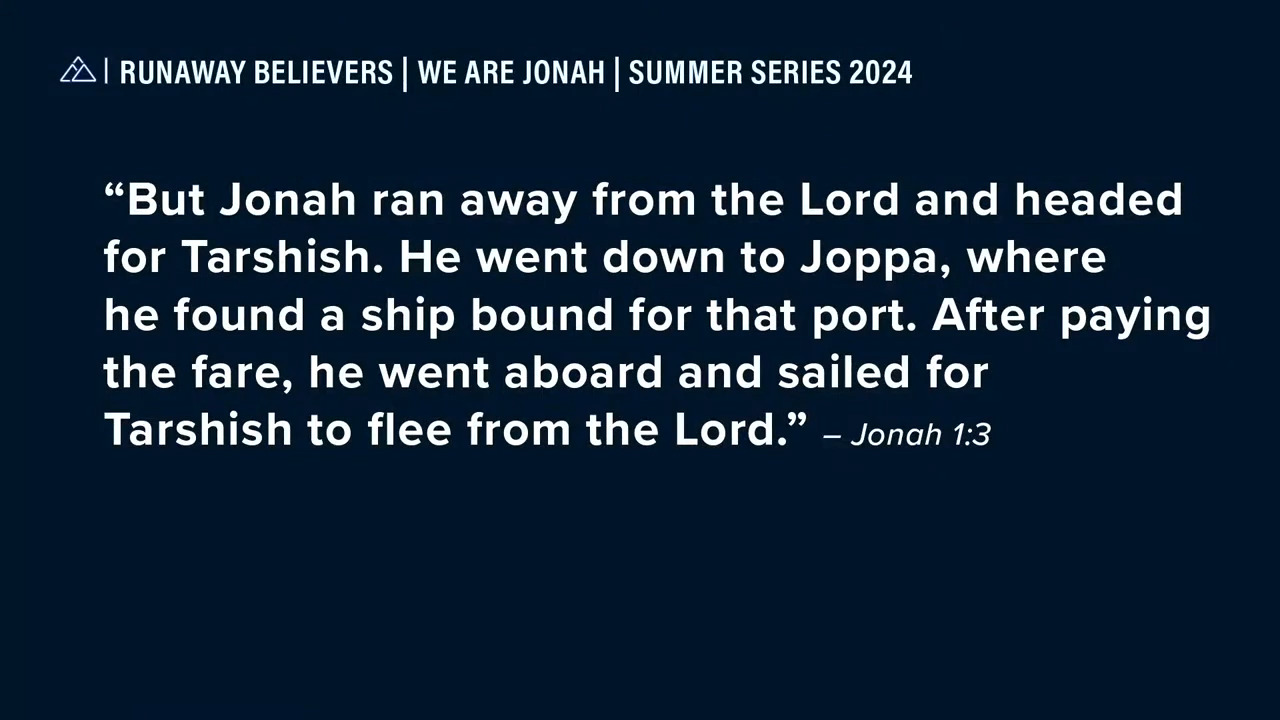 | RUNAWAY BELIEVERS | WE ARE JONAH | SUMMER SERIES 2024
“But Jonah ran away from the Lord and headed
for Tarshish. He went down to Joppa, where
he found a ship bound for that port. After paying
the fare, he went aboard and sailed for
Tarshish to flee from the Lord.” – Jonah 1:3